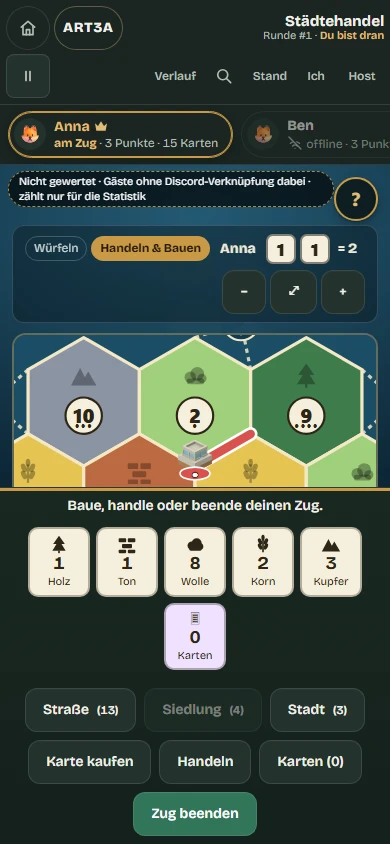 ART3A
Städtehandel
Runde #1 · Du bist dran
Verlauf
Stand
Ich
Host
Anna
am Zug · 3 Punkte · 15 Karten
Ben
offline · 3 Punk
Nicht gewertet · Gäste ohne Discord-Verknüpfung dabei ·
zählt nur für die Statistik
?
Würfeln
Handeln & Bauen
Anna
1
1
= 2
−
+
10
2
9
Baue, handle oder beende deinen Zug.
1
Holz
1
Ton
8
Wolle
2
Korn
3
Kupfer
0
Karten
Straße (13)
Siedlung (4)
Stadt (3)
Karte kaufen
Handeln
Karten (0)
Zug beenden